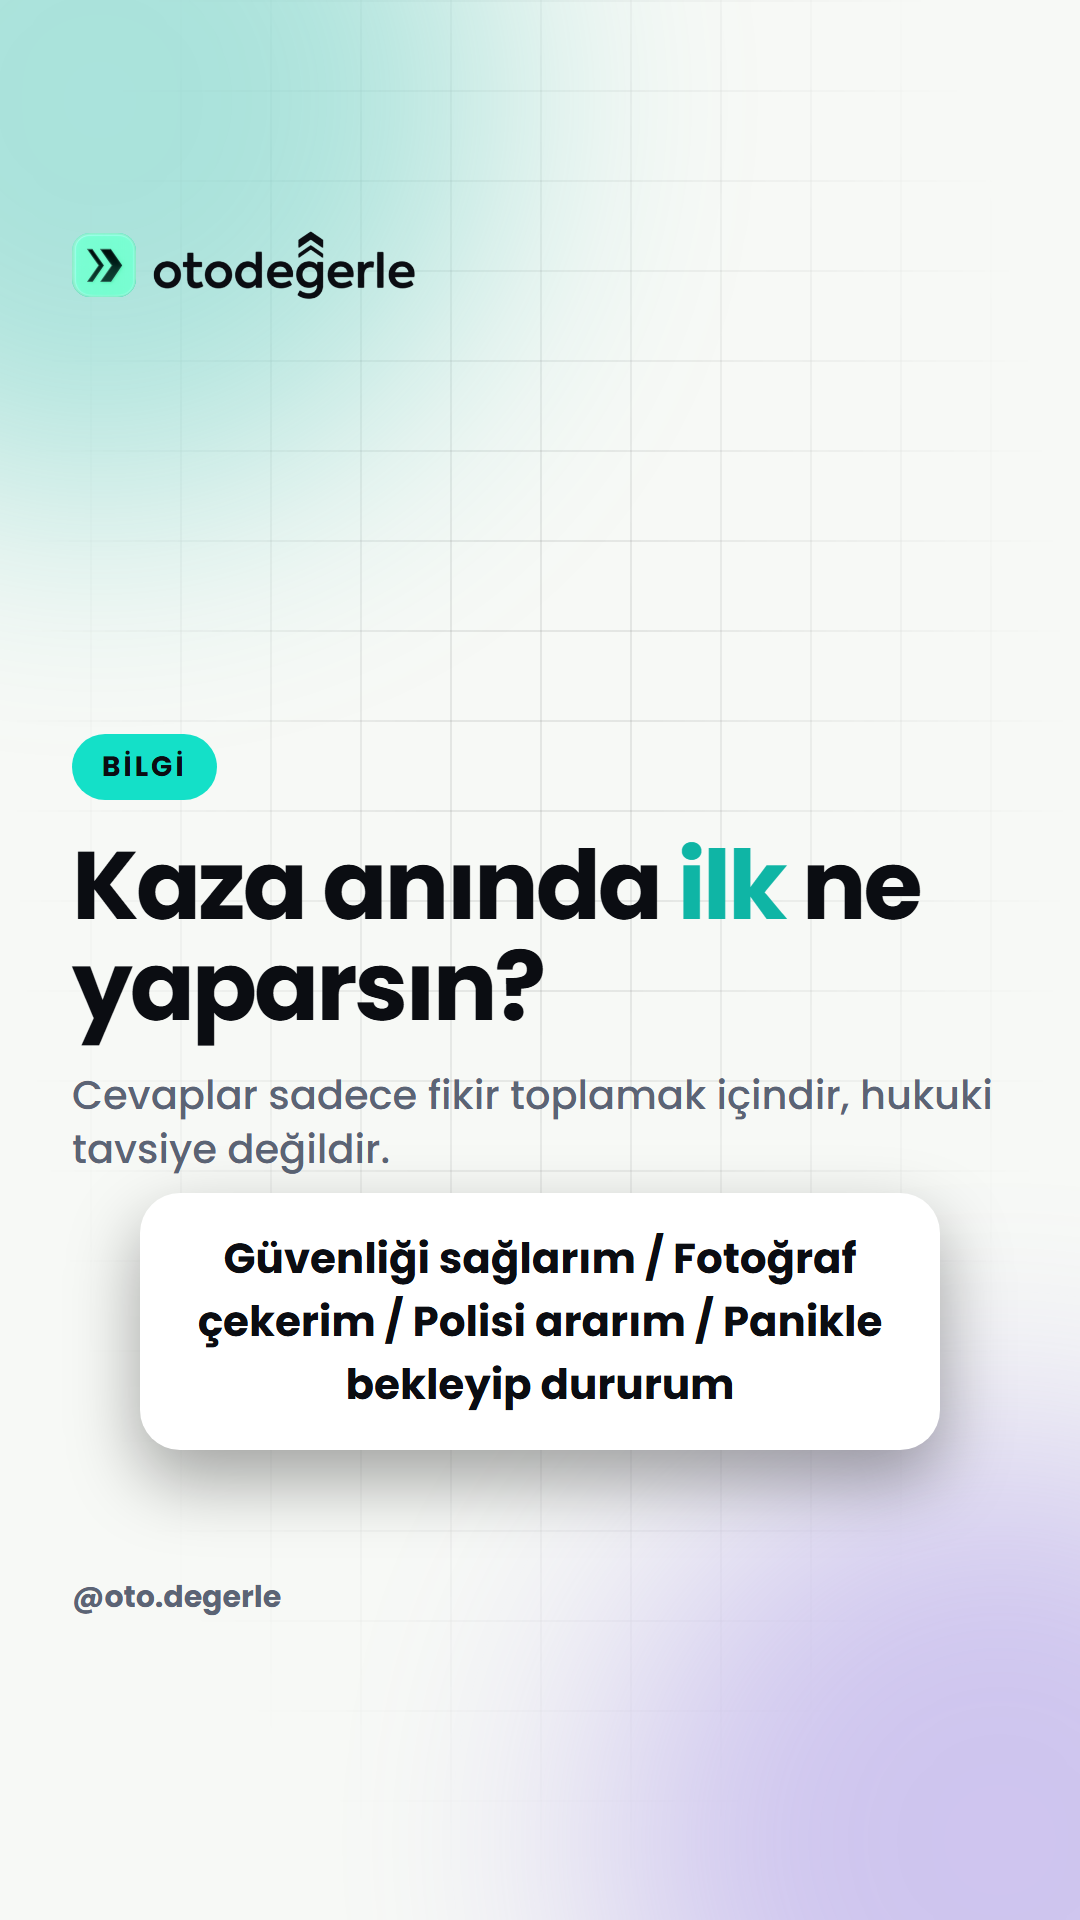 otodeğerle
BİLGİ
Kaza anında ilk ne
yaparsın?
Cevaplar sadece fikir toplamak içindir, hukuki
tavsiye değildir.
Güvenliği sağlarım / Fotoğraf
çekerim / Polisi ararım / Panikle
bekleyip dururum
@oto.degerle